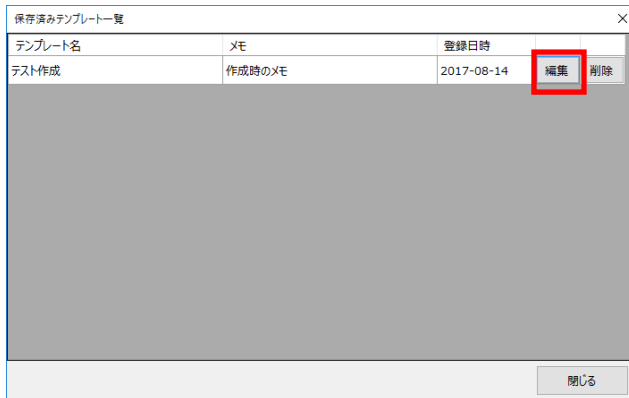 保存済みテンプレート一覧
テンプレート名 メモ 登録日時
テスト作成 作成時のメモ 2017-08-14 編集 削除
閉じる